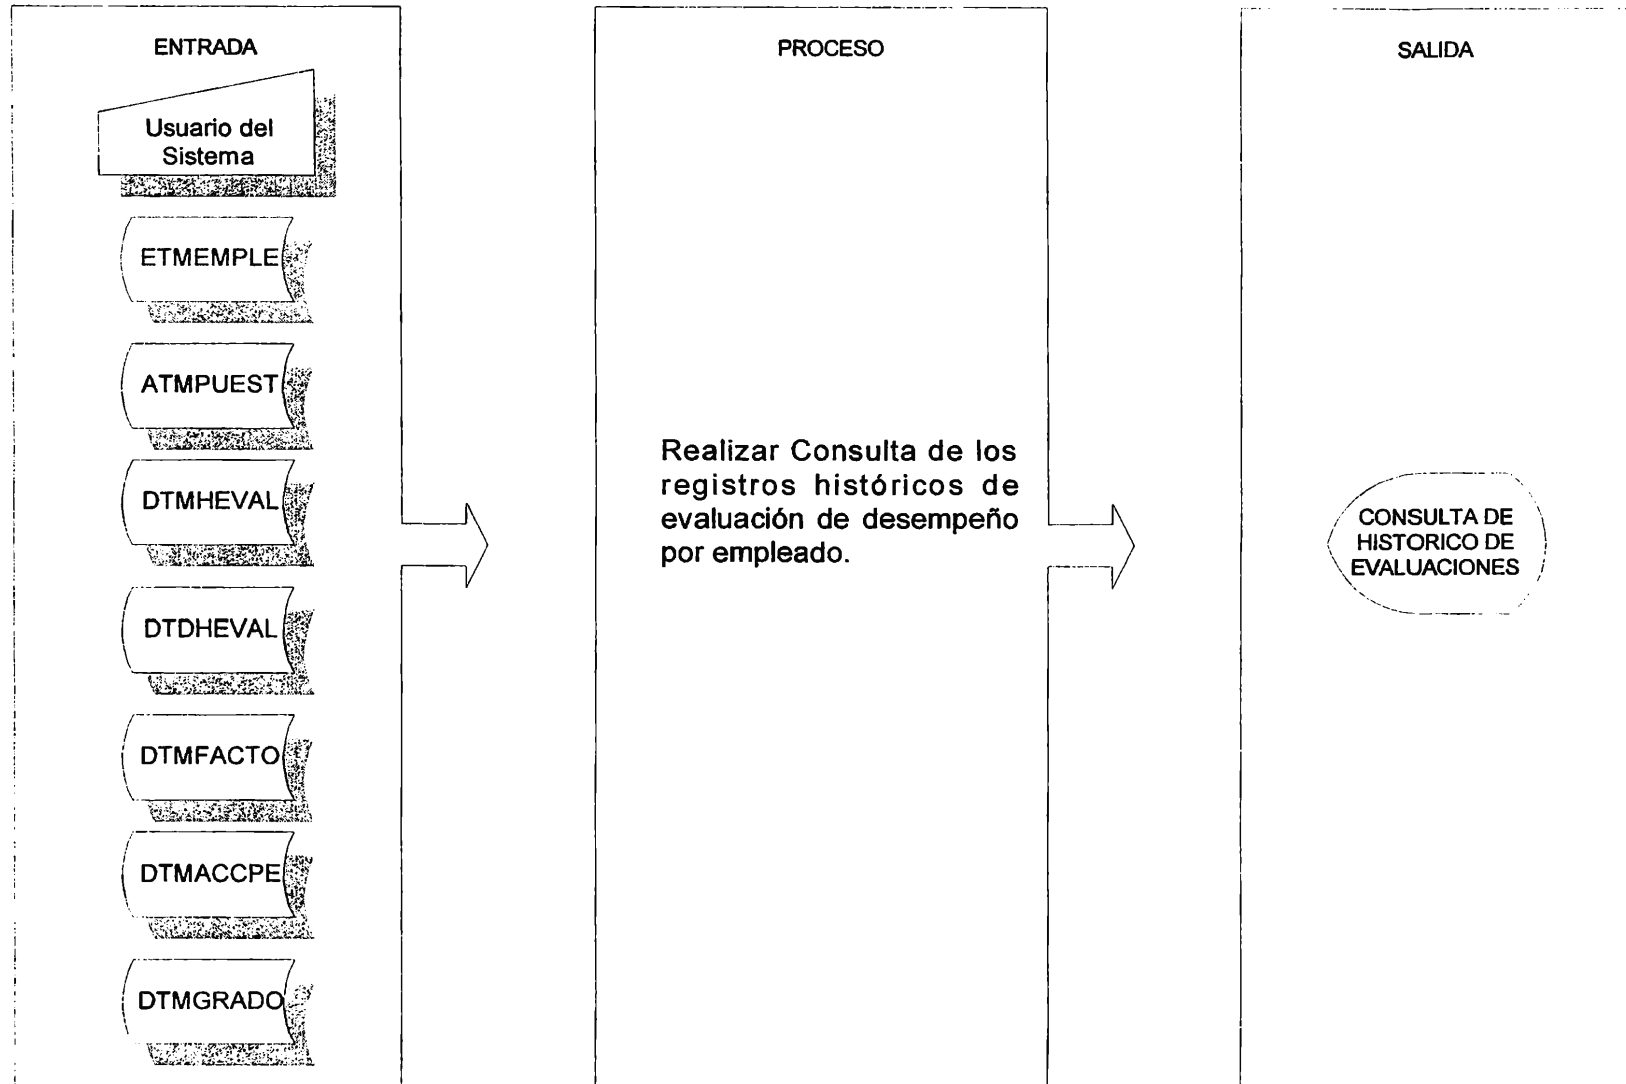 ENTRADA
Usuario del
Sistema
ETMEMPLE
ATMPUEST
DTMHEVAL
DTDHEVAL
DTMFACTO
DTMACCPE
DTMGRADO
PROCESO
Realizar Consulta de los
registros históricos de
evaluación de desempeño
por empleado.
SALIDA
CONSULTA DE
HISTORICO DE
EVALUACIONES